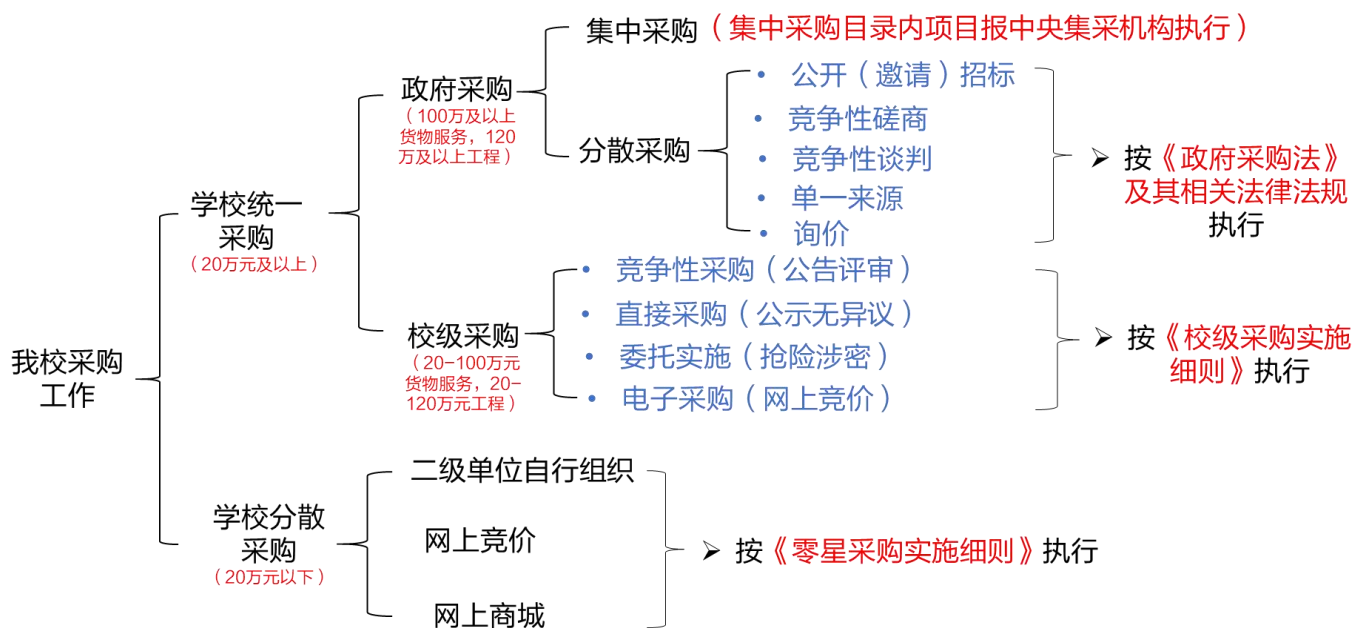 集中采购（集中采购目录内项目报中央集采机构执行）
政府采购
（100万及以上
货物服务，120
万及以上工程）
分散采购
• 公开（邀请）招标
• 竞争性磋商
• 竞争性谈判
• 单一来源
• 询价
➢ 按《政府采购法》
及其相关法律法规
执行
学校统一
采购
（20万元及以上）
校级采购
（20-100万元
货物服务，20-
120万元工程）
• 竞争性采购（公告评审）
• 直接采购（公示无异议）
• 委托实施（抢险涉密）
• 电子采购（网上竞价）
➢ 按《校级采购实施
细则》执行
我校采购
工作
学校分散
采购
（20万元以下）
二级单位自行组织
网上竞价
网上商城
➢ 按《零星采购实施细则》执行